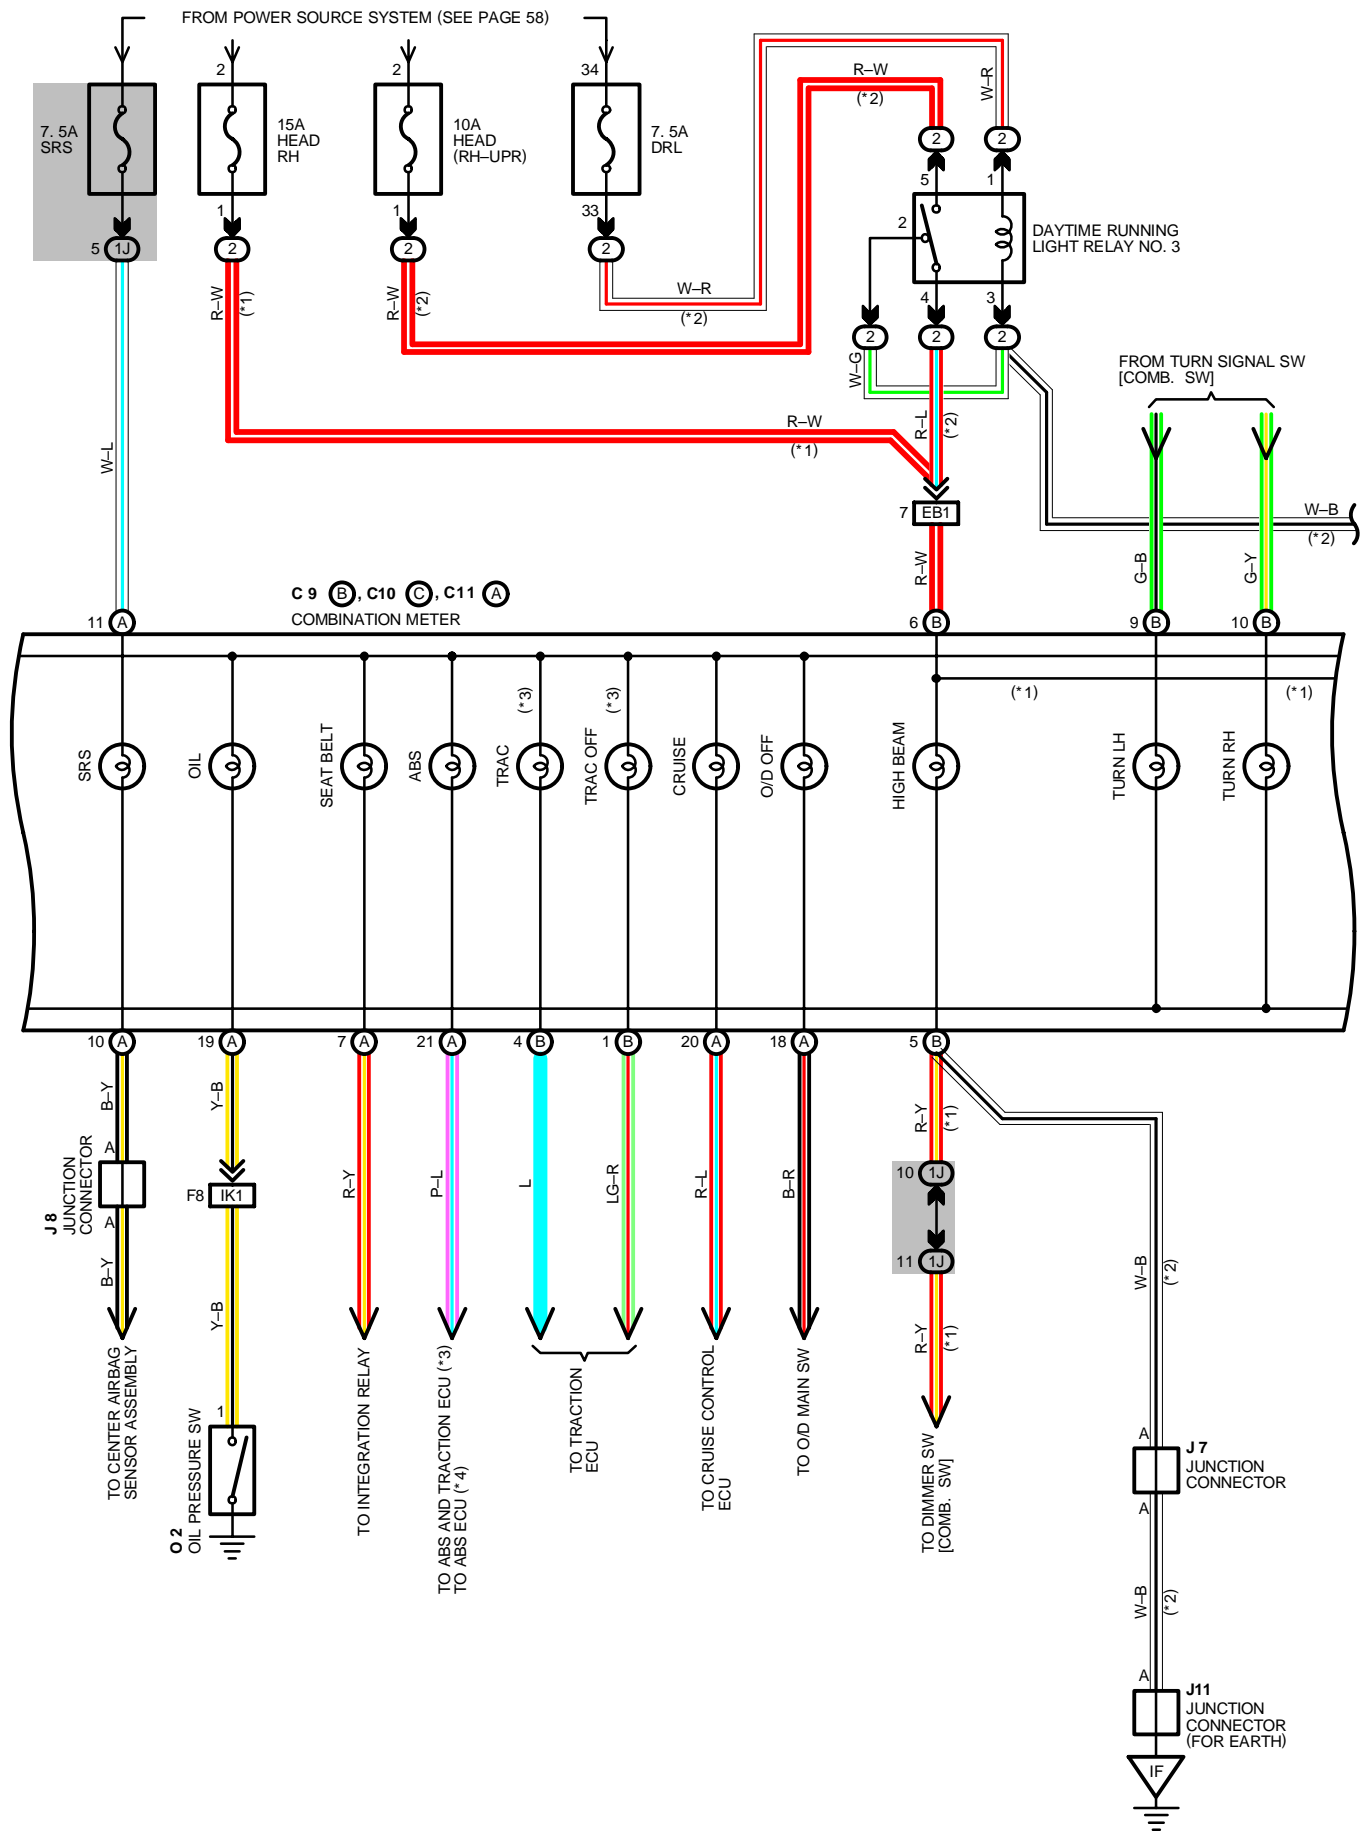 FROM POWER SOURCE SYSTEM (SEE PAGE 58)
2
2
34
7. 5A
SRS
15A
HEAD
RH
10A
HEAD
(RH–UPR)
7. 5A
DRL
1
1
33
5 1J
2
2
2
R–W
(*2)
W–R
2
2
5
1
2
DAYTIME RUNNING
LIGHT RELAY NO. 3
4
3
2
2
2
W–R
(*2)
R–W
(*1)
R–W
(*2)
W–G
R–L
(*2)
FROM TURN SIGNAL SW
[COMB. SW]
R–W
(*1)
W–L
7 EB1
W–B
(*2)
R–W
G–B
G–Y
C 9 B , C10 C , C11 A
COMBINATION METER
11 A
6 B
9 B
10 B
(*3)
(*3)
(*1)
(*1)
SRS
OIL
SEAT BELT
ABS
TRAC
TRAC OFF
CRUISE
O/D OFF
HIGH BEAM
TURN LH
TURN RH
10 A
19 A
7 A
21 A
4 B
1 B
20 A
18 A
5 B
B–Y
Y–B
R–Y
(*1)
A
J 8
JUNCTION
CONNECTOR
A
F8 IK1
R–Y
P–L
L
LG–R
R–L
B–R
10 1J
11 1J
B–Y
Y–B
R–Y
(*1)
W–B
(*2)
TO CENTER AIRBAG
SENSOR ASSEMBLY
1
O 2
OIL PRESSURE SW
TO INTEGRATION RELAY
TO ABS AND TRACTION ECU (*3)
TO ABS ECU (*4)
TO TRACTION
ECU
TO CRUISE CONTROL
ECU
TO O/D MAIN SW
TO DIMMER SW
[COMB. SW]
A
J 7
JUNCTION
CONNECTOR
A
W–B
(*2)
A
J11
JUNCTION
CONNECTOR
(FOR EARTH)
IF